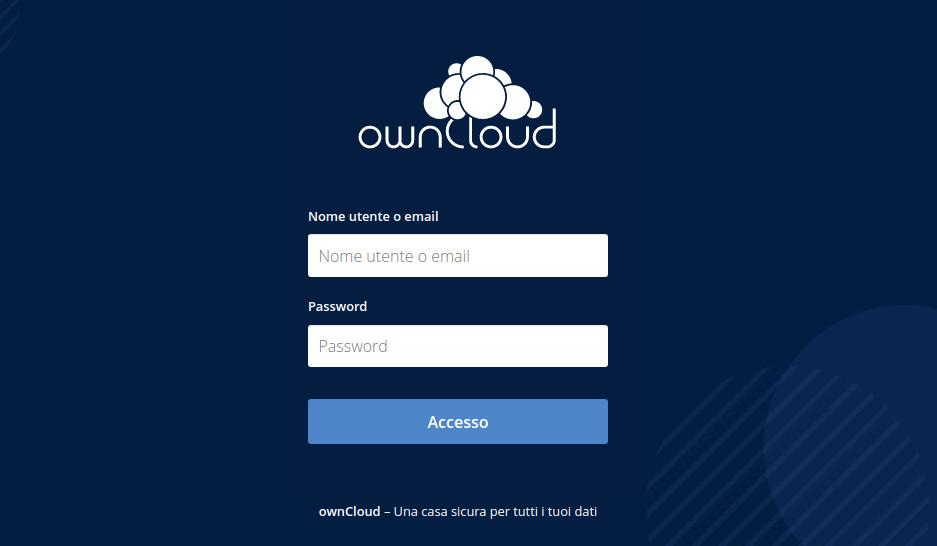 ownCloud
Nome utente o email
Nome utente o email
Password
Password
Accesso
ownCloud – Una casa sicura per tutti i tuoi dati